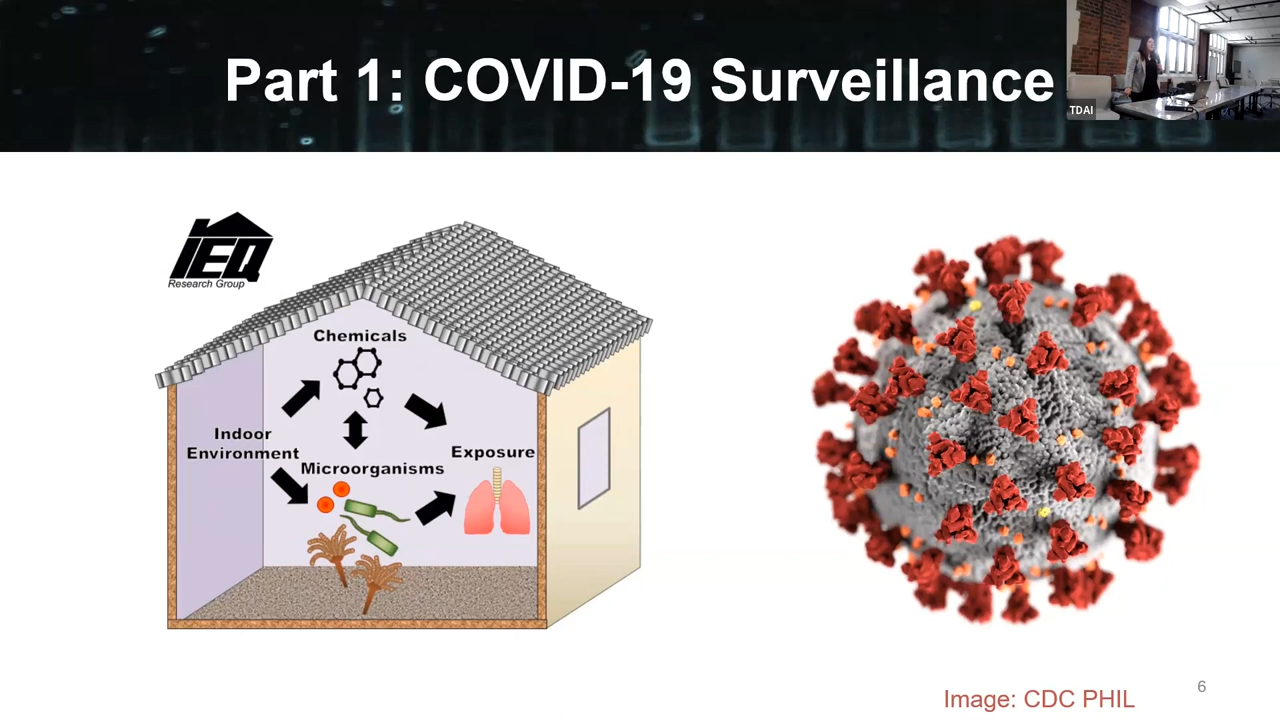 Part 1: COVID-19 Surveillance
TDAI
IEQ
Research Group
Chemicals
Indoor
Environment
Microorganisms
Exposure
Image: CDC PHIL
6